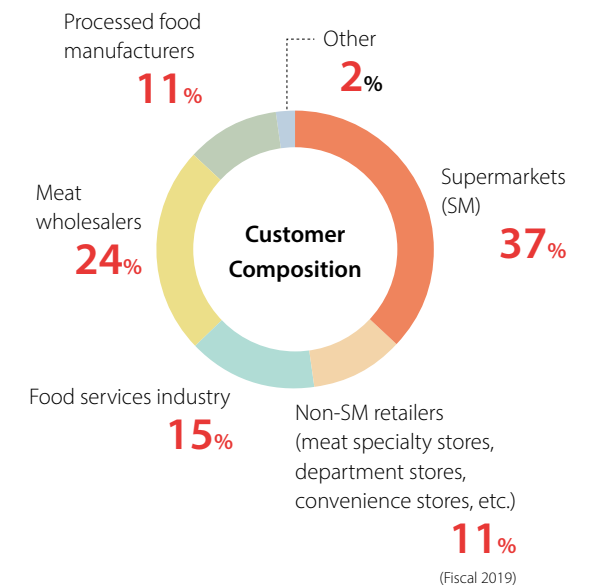 Processed food
manufacturers
11%
Other
2%
Supermarkets
(SM)
37%
Meat
wholesalers
24%
Customer
Composition
Food services industry
15%
Non-SM retailers
(meat specialty stores,
department stores,
convenience stores, etc.)
11%
(Fiscal 2019)